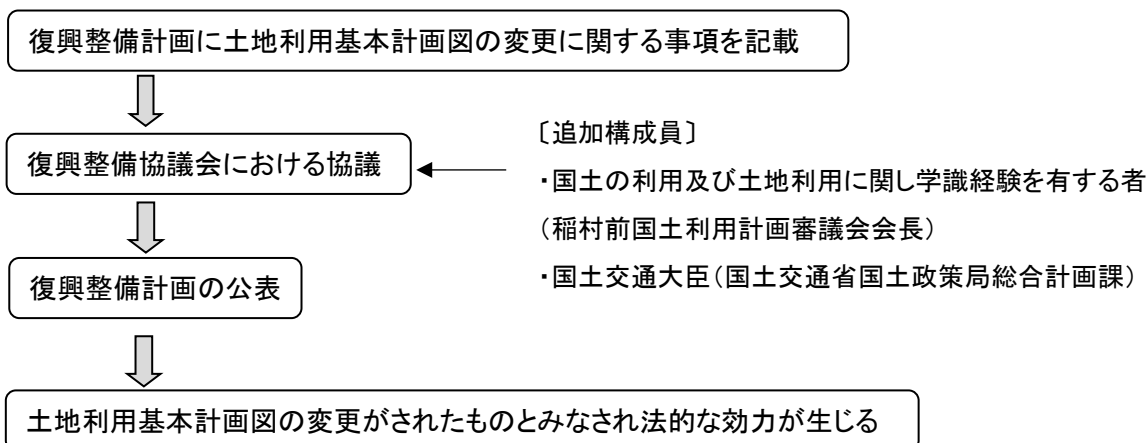 復興整備計画に土地利用基本計画図の変更に関する事項を記載
復興整備協議会における協議
〔追加構成員〕
・国土の利用及び土地利用に関し学識経験を有する者
（稲村前国土利用計画審議会会長）
・国土交通大臣（国土交通省国土政策局総合計画課）
復興整備計画の公表
土地利用基本計画図の変更がされたものとみなされ法的な効力が生じる